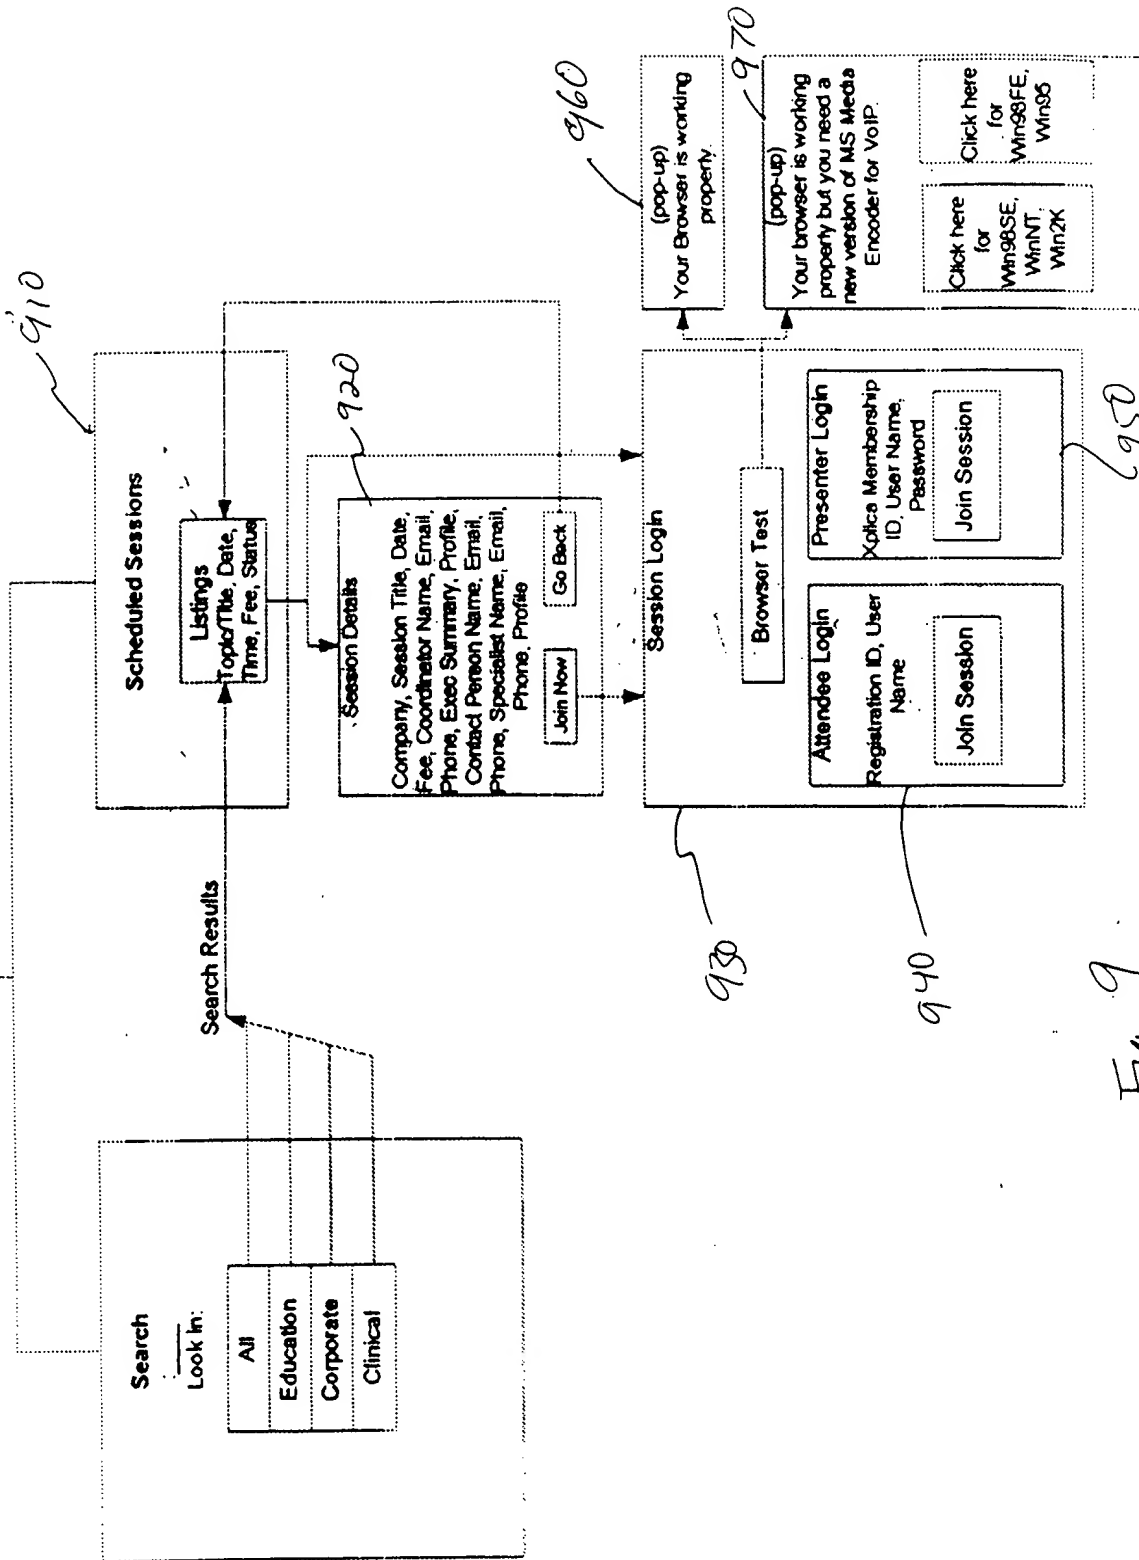 Search
Look in:
All
Education
Corporate
Clinical
Search Results
Scheduled Sessions
Listings
Topic/Title, Date,
Time, Fee, Status
910
Session Details
Company, Session Title, Date,
Fee, Coordinator Name, Email,
Phone, Exec Summary, Profile,
Contact Person Name, Email,
Phone, Specialist Name, Email,
Phone, Profile
Join Now
Go Back
920
Session Login
Browser Test
Attendee Login
Registration ID, User
Name
Join Session
Presenter Login
Xptica Membership
ID, User Name,
Password
Join Session
930
940
950
(pop-up)
Your Browser is working
properly.
960
(pop-up)
Your browser is working
property but you need a
new version of MS Media
Encoder for VoIP.
Click here
for
Win98SE,
WinNT,
Win2K
Click here
for
Win98FE,
Win95
970
9